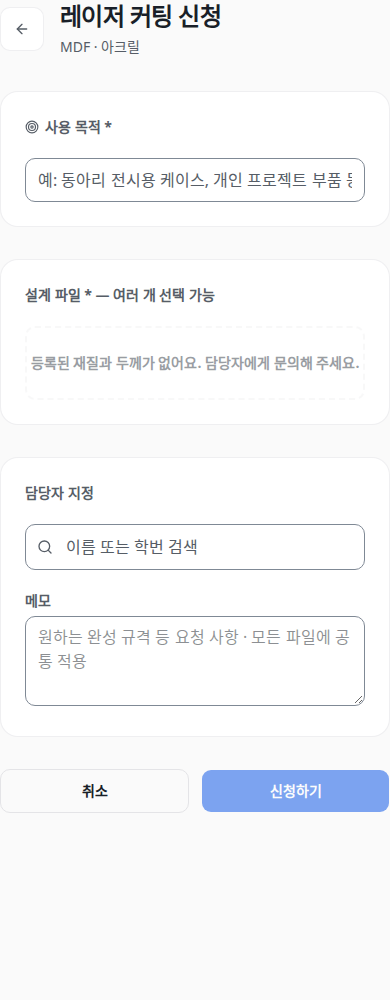 레이저 커팅 신청
MDF · 아크릴
사용 목적 *
예: 동아리 전시용 케이스, 개인 프로젝트 부품
설계 파일 * — 여러 개 선택 가능
등록된 재질과 두께가 없어요. 담당자에게 문의해 주세요.
담당자 지정
이름 또는 학번 검색
메모
원하는 완성 규격 등 요청 사항 · 모든 파일에 공
통 적용
취소
신청하기